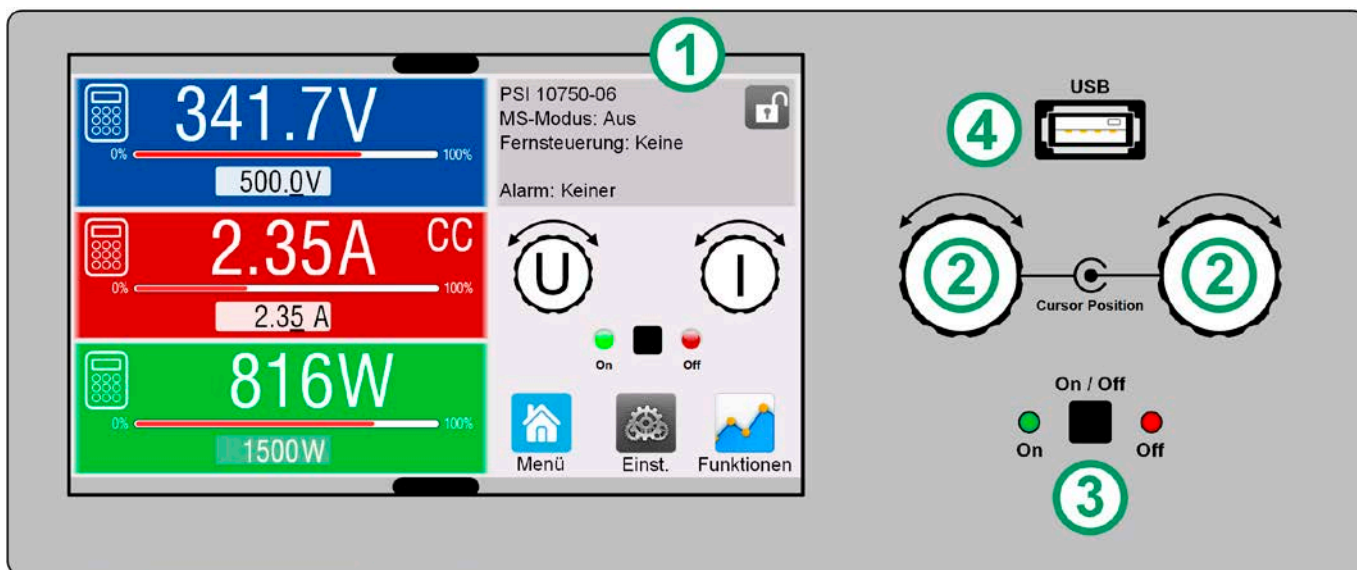 341.7V
0% 100%
500.0V
2.35A CC
0% 100%
2.35 A
816W
0% 100%
1500W
1
PSI 10750-06
MS-Modus: Aus
Fernsteuerung: Keine
Alarm: Keiner
U I
On Off
Menü Einst. Funktionen
USB
4
2 2
Cursor Position
On / Off
On Off
3